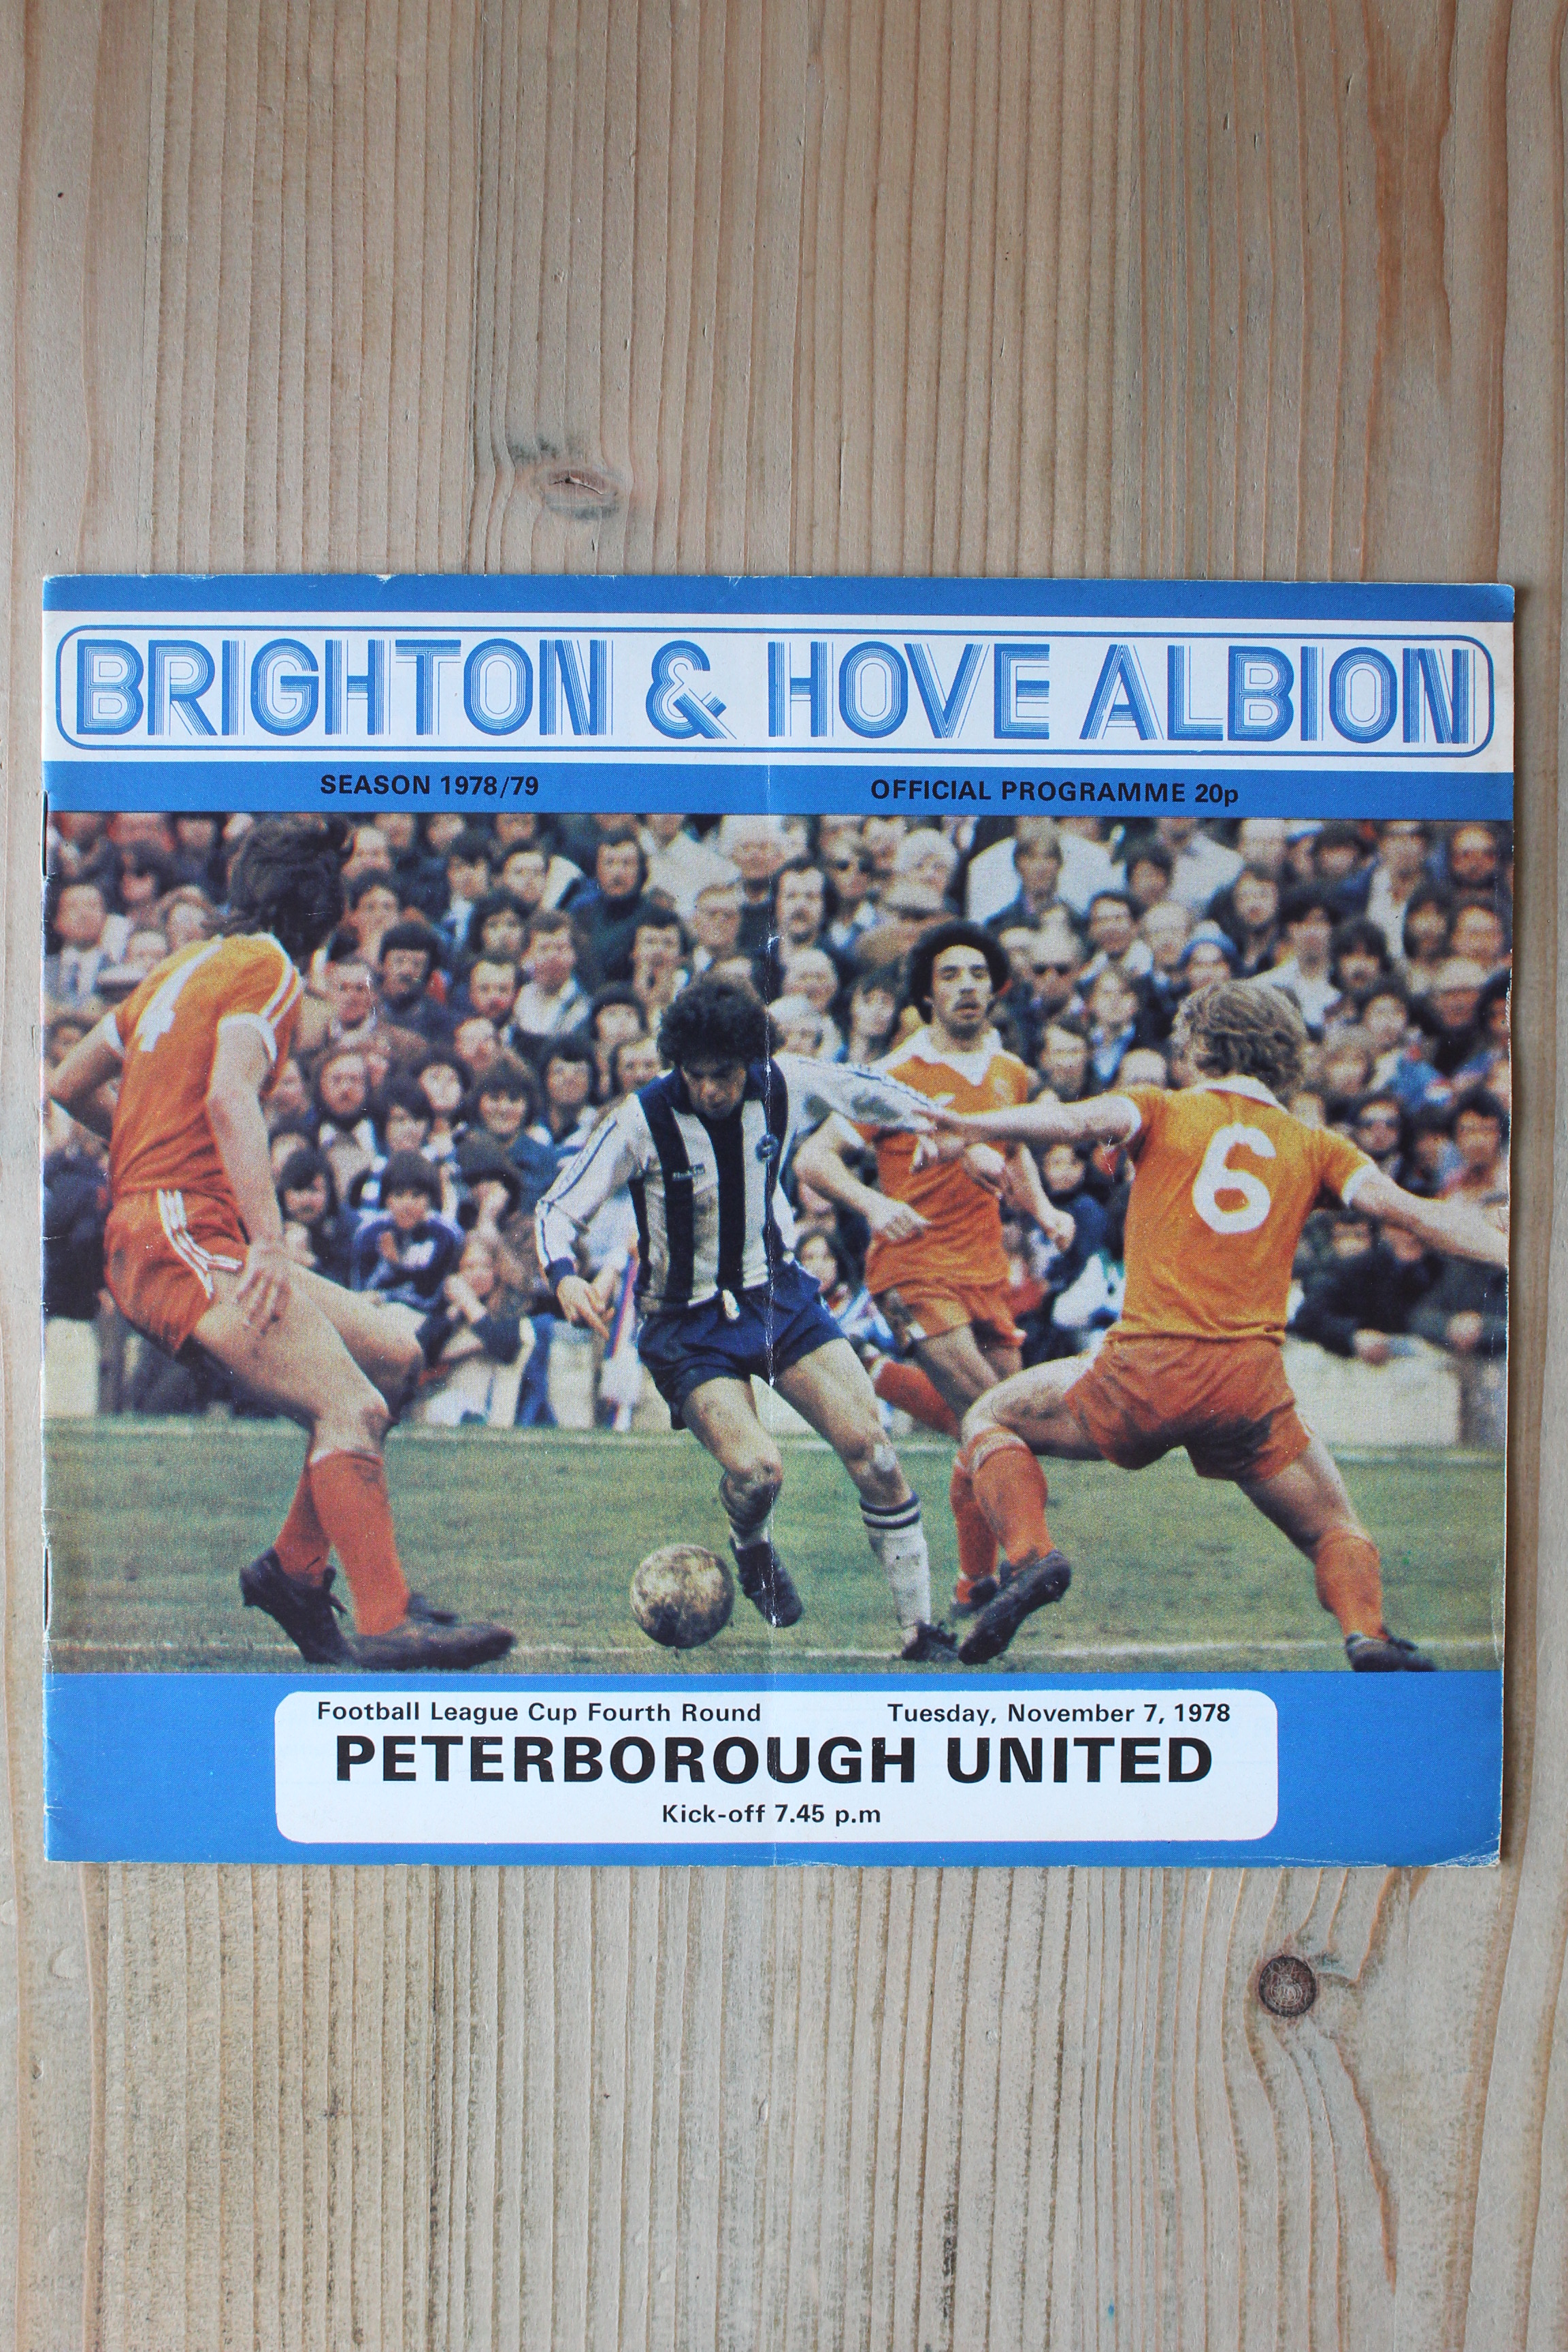 BRIGHTON & HOVE ALBION
SEASON 1978/79 OFFICIAL PROGRAMME 20p
4
6
Football League Cup Fourth Round Tuesday, November 7, 1978
PETERBOROUGH UNITED
Kick-off 7.45 p.m